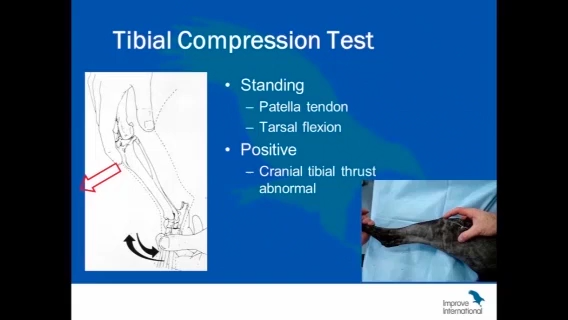 Tibial Compression Test
• Standing
– Patella tendon
– Tarsal flexion
• Positive
– Cranial tibial thrust
abnormal
Improve
International